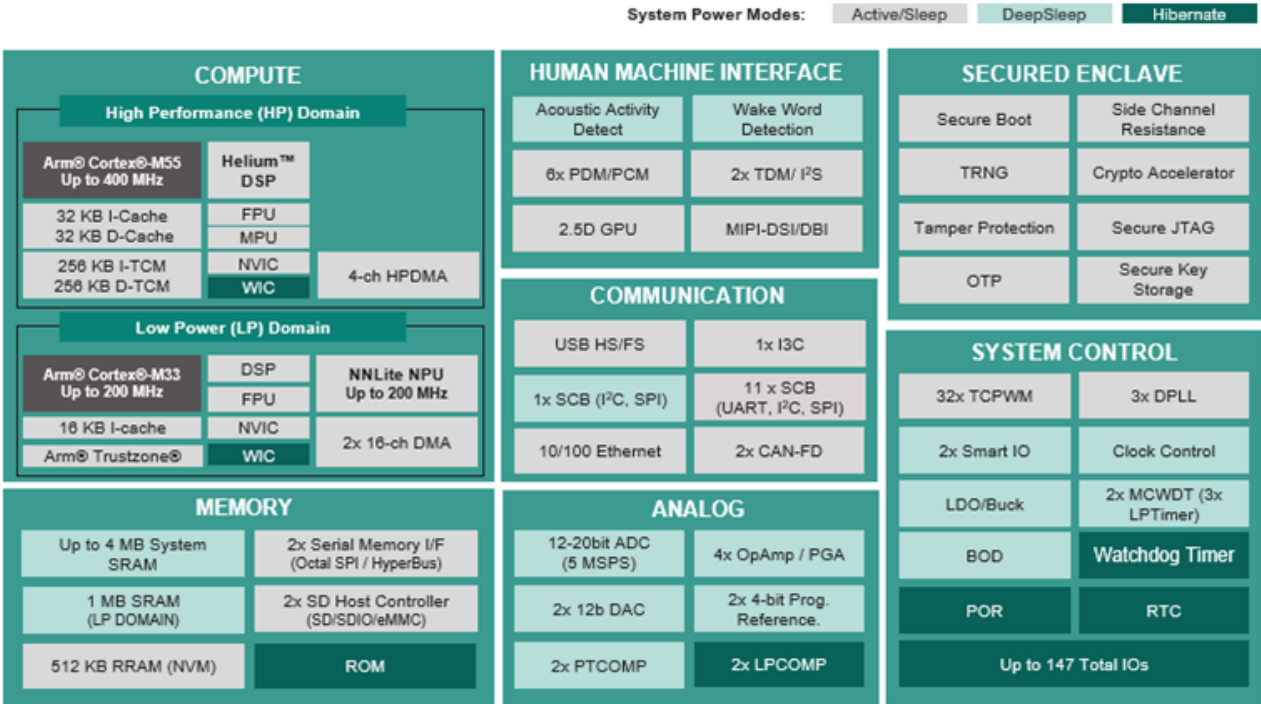 System Power Modes: Active/Sleep DeepSleep Hibernate
COMPUTE
High Performance (HP) Domain
Arm® Cortex®-M55
Up to 400 MHz
Helium™
DSP
32 KB I-Cache
32 KB D-Cache
FPU
MPU
256 KB I-TCM
256 KB D-TCM
NVIC
WIC
4-ch HPDMA
Low Power (LP) Domain
Arm® Cortex®-M33
Up to 200 MHz
DSP
FPU
NNLite NPU
Up to 200 MHz
16 KB I-cache
NVIC
2x 16-ch DMA
Arm® Trustzone®
WIC
MEMORY
Up to 4 MB System
SRAM
2x Serial Memory I/F
(Octal SPI / HyperBus)
1 MB SRAM
(LP DOMAIN)
2x SD Host Controller
(SD/SDIO/eMMC)
512 KB RRAM (NVM)
ROM
HUMAN MACHINE INTERFACE
Acoustic Activity
Detect
Wake Word
Detection
6x PDM/PCM
2x TDM/ I²S
2.5D GPU
MIPI-DSI/DBI
COMMUNICATION
USB HS/FS
1x I3C
1x SCB (I²C, SPI)
11 x SCB
(UART, I²C, SPI)
10/100 Ethernet
2x CAN-FD
ANALOG
12-20bit ADC
(5 MSPS)
4x OpAmp / PGA
2x 12b DAC
2x 4-bit Prog.
Reference.
2x PTCOMP
2x LPCOMP
SECURED ENCLAVE
Secure Boot
Side Channel
Resistance
TRNG
Crypto Accelerator
Tamper Protection
Secure JTAG
OTP
Secure Key
Storage
SYSTEM CONTROL
32x TCPWM
3x DPLL
2x Smart IO
Clock Control
LDO/Buck
2x MCWDT (3x
LPTimer)
BOD
Watchdog Timer
POR
RTC
Up to 147 Total IOs